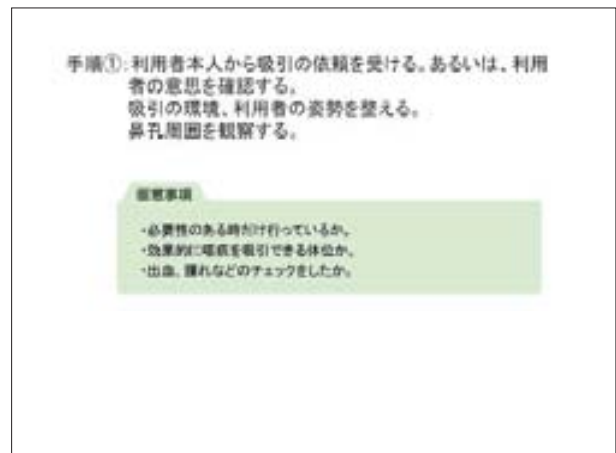 手順①:利用者本人から吸引の依頼を受ける。あるいは、利用
者の意思を確認する。
吸引の環境、利用者の姿勢を整える。
鼻孔周囲を観察する。
留意事項
・必要性のある時だけ行っているか。
・効果的に喀痰を吸引できる体位か。
・出血、腫れなどのチェックをしたか。